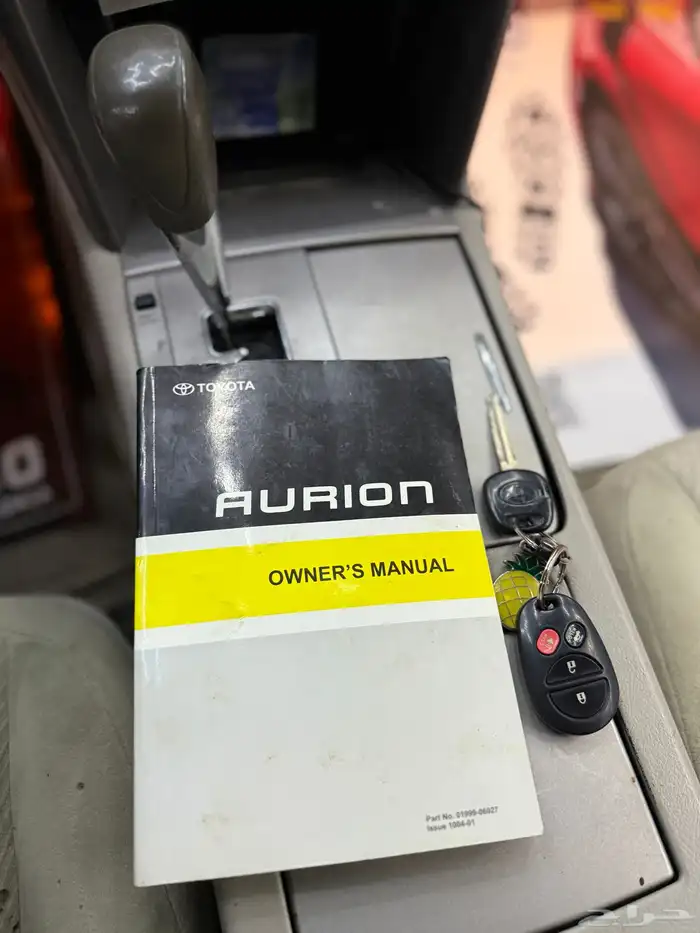 TOYOTA
AURION
OWNER'S MANUAL
Part No. 01999-06027
Issue 1004-01
حراج